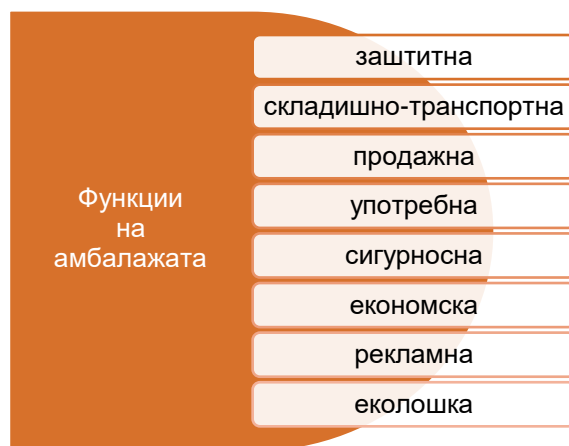 Функции
на
амбалажата
заштитна
складишно-транспортна
продажна
употребна
сигурносна
економска
рекламна
еколошка